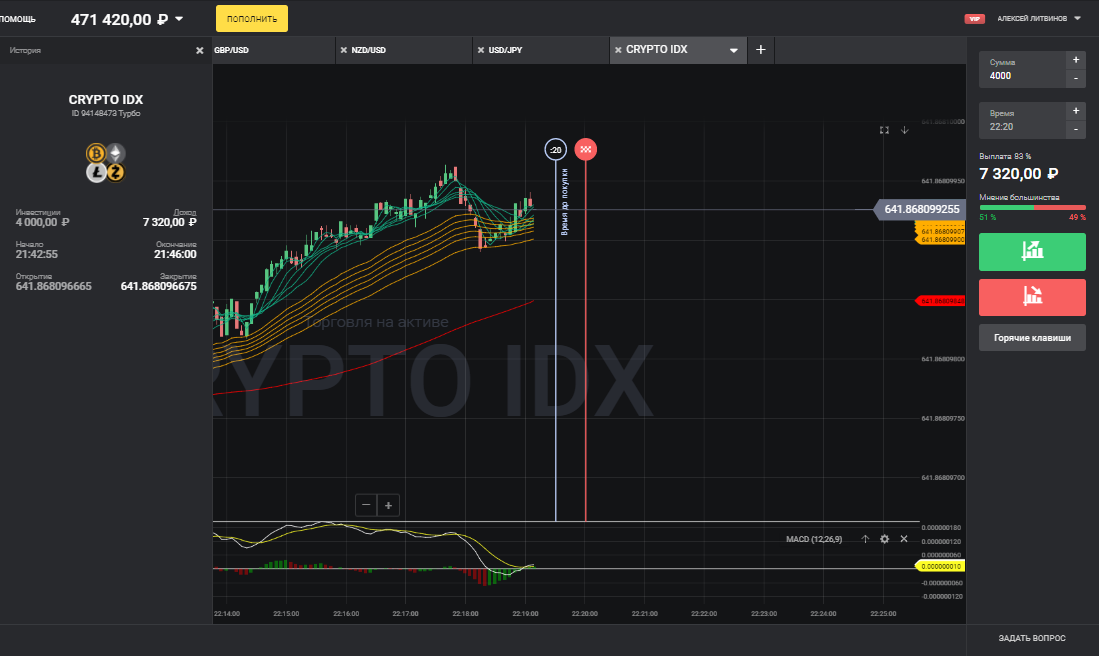 ПОМОЩЬ
471 420,00 ₽
ПОПОЛНИТЬ
VIP
АЛЕКСЕЙ ЛИТВИНОВ
История
GBP/USD
NZD/USD
USD/JPY
CRYPTO IDX
CRYPTO IDX
ID 94148473 Турбо
Инвестиции
Доход
4 000,00 ₽
7 320,00 ₽
Начало
Окончание
21:42:55
21:46:00
Открытие
Закрытие
641.868096665
641.868096675
:20
Время до покупки
641.86809950
641.868099255
641.86809907
641.86809900
641.86809800
641.86809750
641.86809700
Торговля на активе
CRYPTO IDX
MACD (12,26,9)
0.000000180
0.000000120
0.000000060
0.000000010
-0.000000060
-0.000000120
22:14:00
22:15:00
22:16:00
22:17:00
22:18:00
22:19:00
22:20:00
22:21:00
22:22:00
22:23:00
22:24:00
22:25:00
Сумма
4000
Время
22:20
Выплата 83 %
7 320,00 ₽
Мнение большинства
51 %
49 %
Горячие клавиши
ЗАДАТЬ ВОПРОС